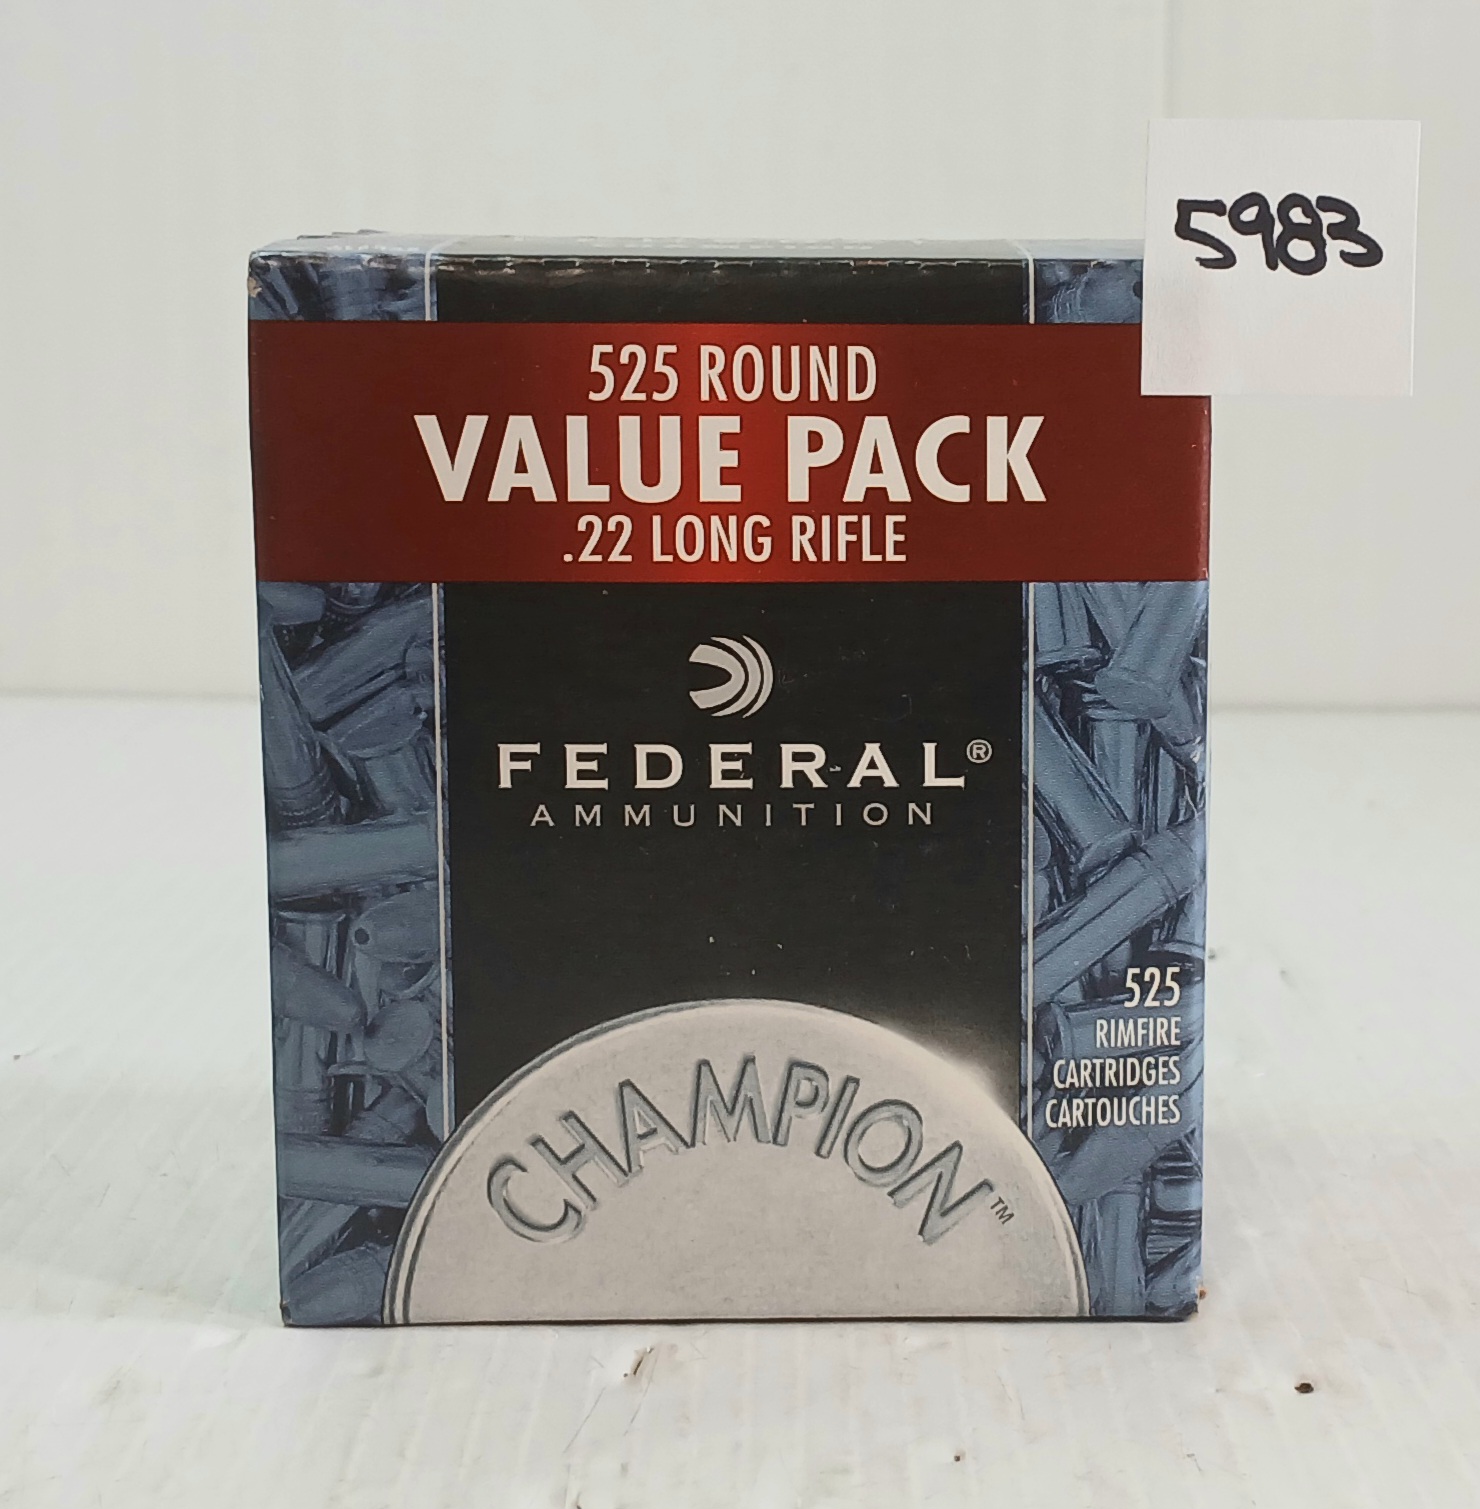 5983
525 ROUND
VALUE PACK
.22 LONG RIFLE
FEDERAL®
AMMUNITION
525
RIMFIRE
CARTRIDGES
CARTOUCHES
CHAMPION™